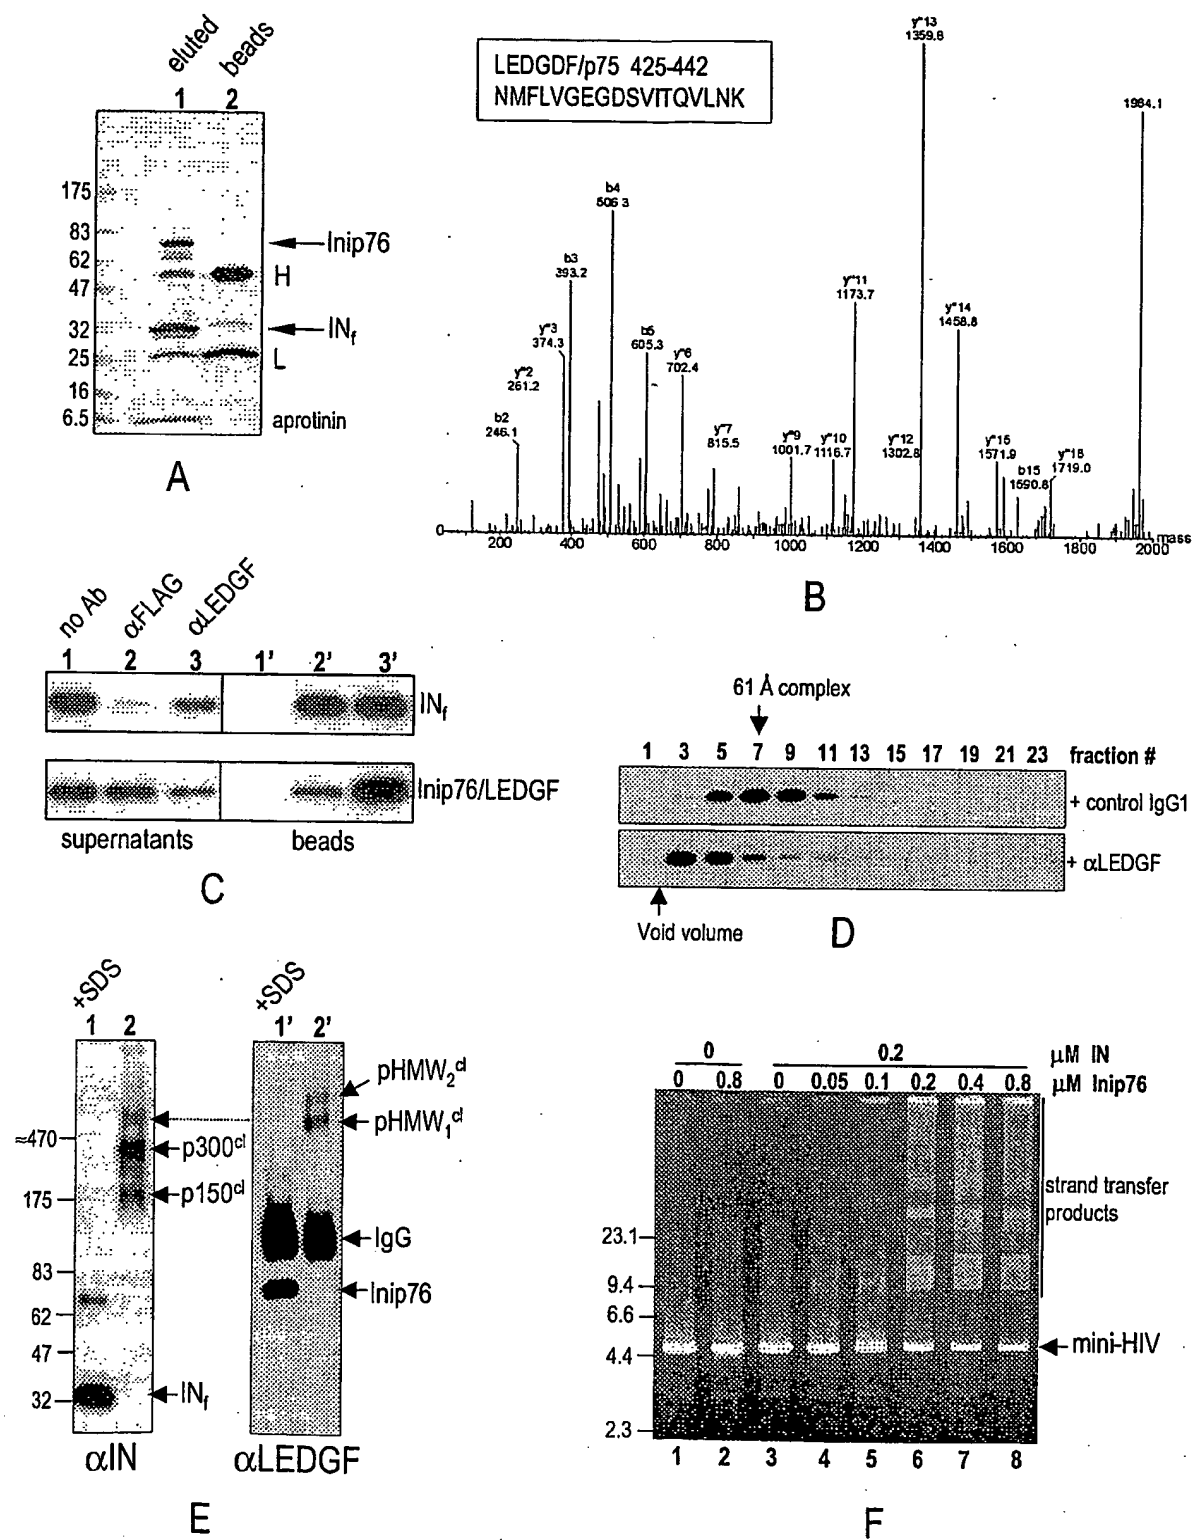 eluted
beads
1 2
175
83
62
47
32
25
16
6.5
Inip76
H
INf
L
aprotinin
A
LEDGDF/p75 425-442
NMFLVGEGDSVITQVLNK
y"13
1359.8
1964.1
b4
506.3
b3
393.2
y"11
1173.7
y"14
1458.8
y"3
374.3
b5
605.3
y"6
702.4
y"2
261.2
b2
246.1
y"7
815.5
y"9
1001.7
y"10
1116.7
y"12
1302.8
y"15
1571.9
b15
1590.8
y"16
1719.0
0 200 400 600 800 1000 1200 1400 1600 1800 2000 mass
B
no Ab
αFLAG
αLEDGF
1 2 3 1' 2' 3'
INf
Inip76/LEDGF
supernatants beads
C
61 Å complex
1 3 5 7 9 11 13 15 17 19 21 23 fraction #
+ control IgG1
+ αLEDGF
Void volume
D
+SDS
1 2
≈470
175
83
62
47
32
p300cl
p150cl
INf
αIN
+SDS
1' 2'
pHMW2cl
pHMW1cl
IgG
Inip76
αLEDGF
E
0 0.2 μM IN
0 0.8 0 0.05 0.1 0.2 0.4 0.8 μM Inip76
23.1
9.4
6.6
4.4
2.3
strand transfer
products
mini-HIV
1 2 3 4 5 6 7 8
F